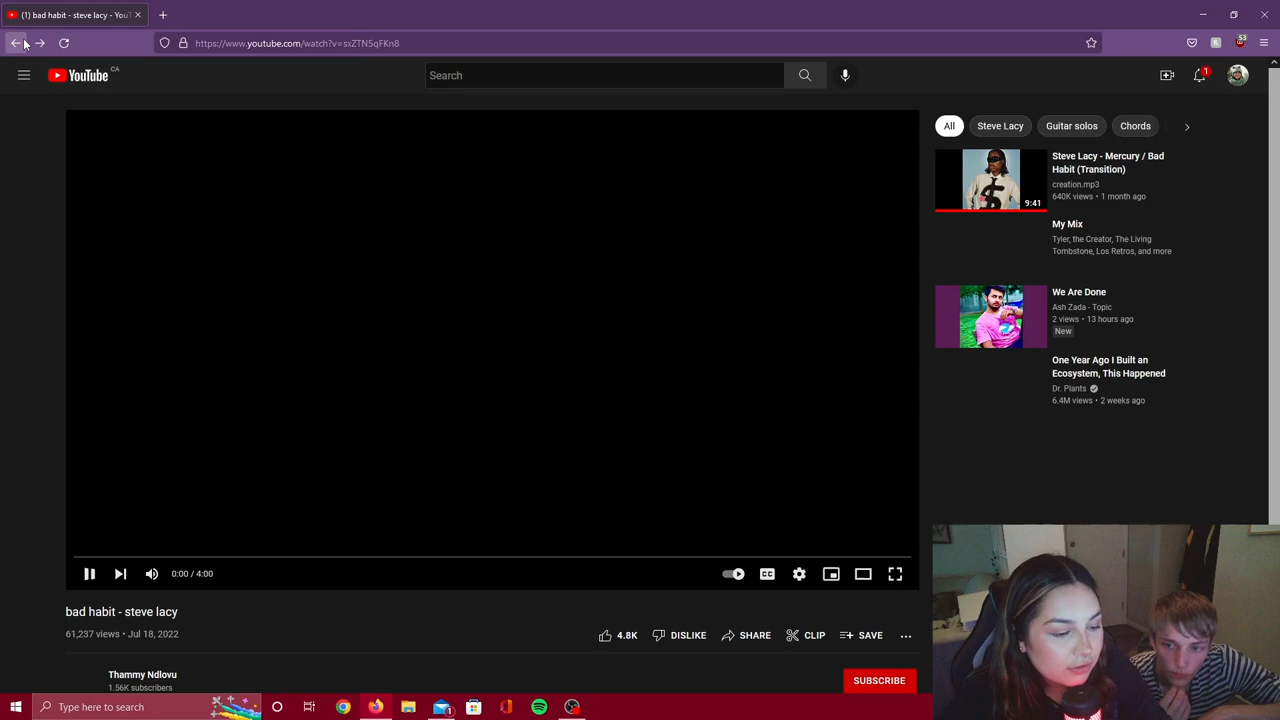 (1) bad habit - steve lacy - YouT
https://www.youtube.com/watch?v=sxZTN5qFKn8
53
YouTube CA
Search
1
All
Steve Lacy
Guitar solos
Chords
Steve Lacy - Mercury / Bad
Habit (Transition)
creation.mp3
640K views • 1 month ago
9:41
My Mix
Tyler, the Creator, The Living
Tombstone, Los Retros, and more
We Are Done
Ash Zada - Topic
2 views • 13 hours ago
New
One Year Ago I Built an
Ecosystem, This Happened
Dr. Plants
6.4M views • 2 weeks ago
0:00 / 4:00
CC
bad habit - steve lacy
61,237 views • Jul 18, 2022
4.8K
DISLIKE
SHARE
CLIP
SAVE
Thammy Ndlovu
1.56K subscribers
SUBSCRIBE
Type here to search
1